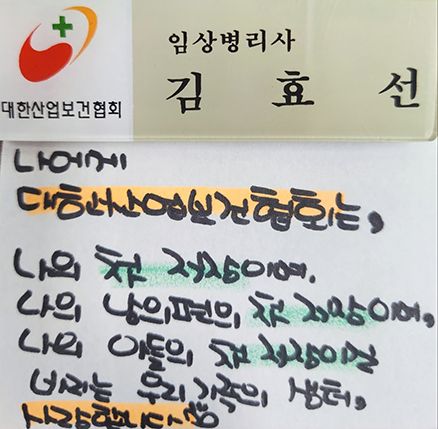 대한산업보건협회
임상병리사
김 효 선
나에게
대한산업보건협회는,
나의 첫 직장이며,
나의 남의편의 첫 직장이며,
나의 아들의 첫 직장이길
바라는 우리 가족의 쉼터,
사랑합니다